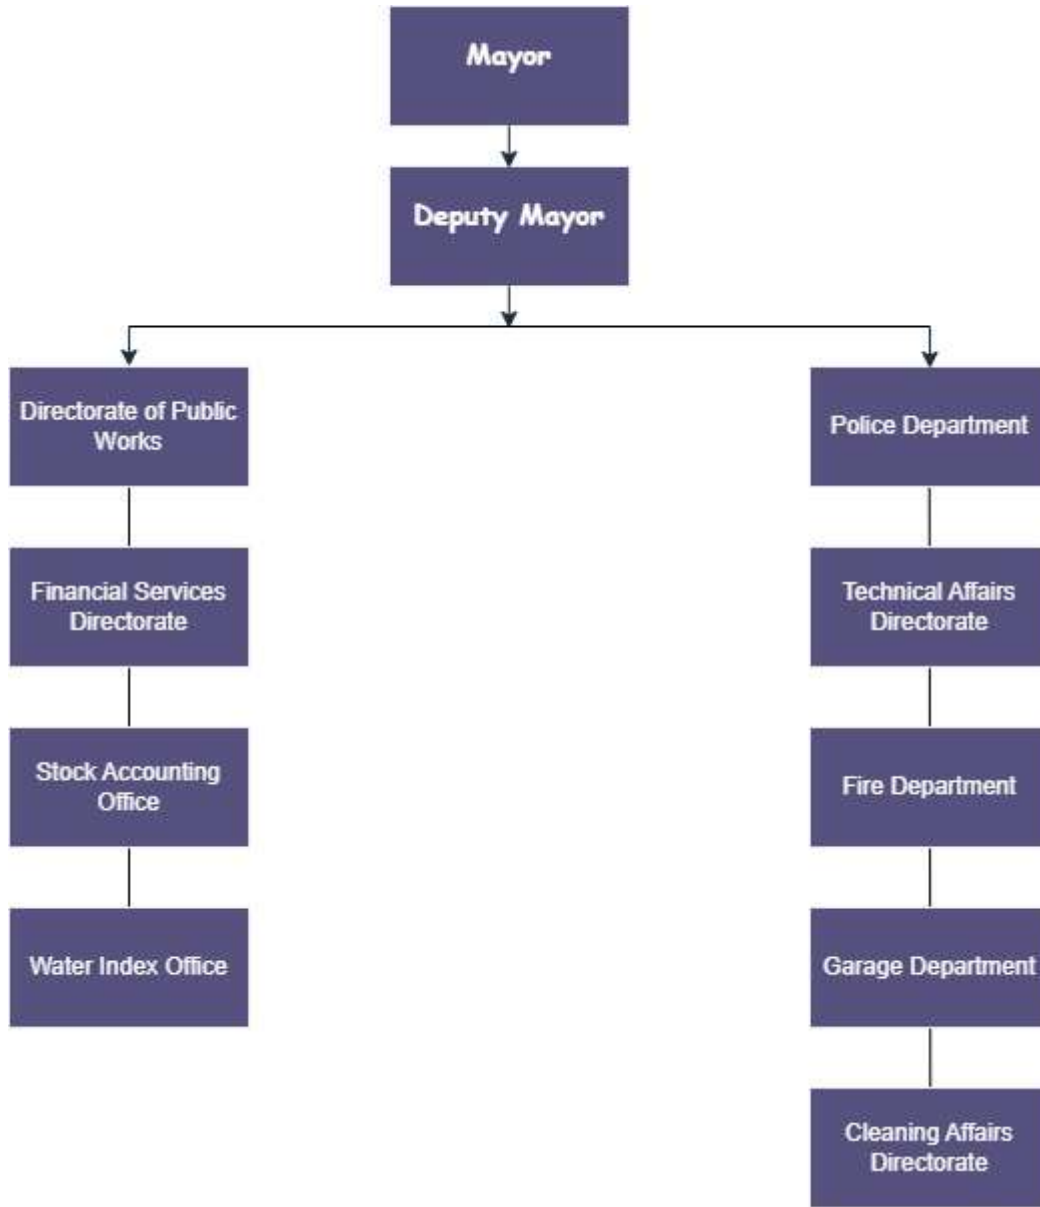 Mayor
Deputy Mayor
Directorate of Public
Works
Police Department
Financial Services
Directorate
Technical Affairs
Directorate
Stock Accounting
Office
Fire Department
Water Index Office
Garage Department
Cleaning Affairs
Directorate